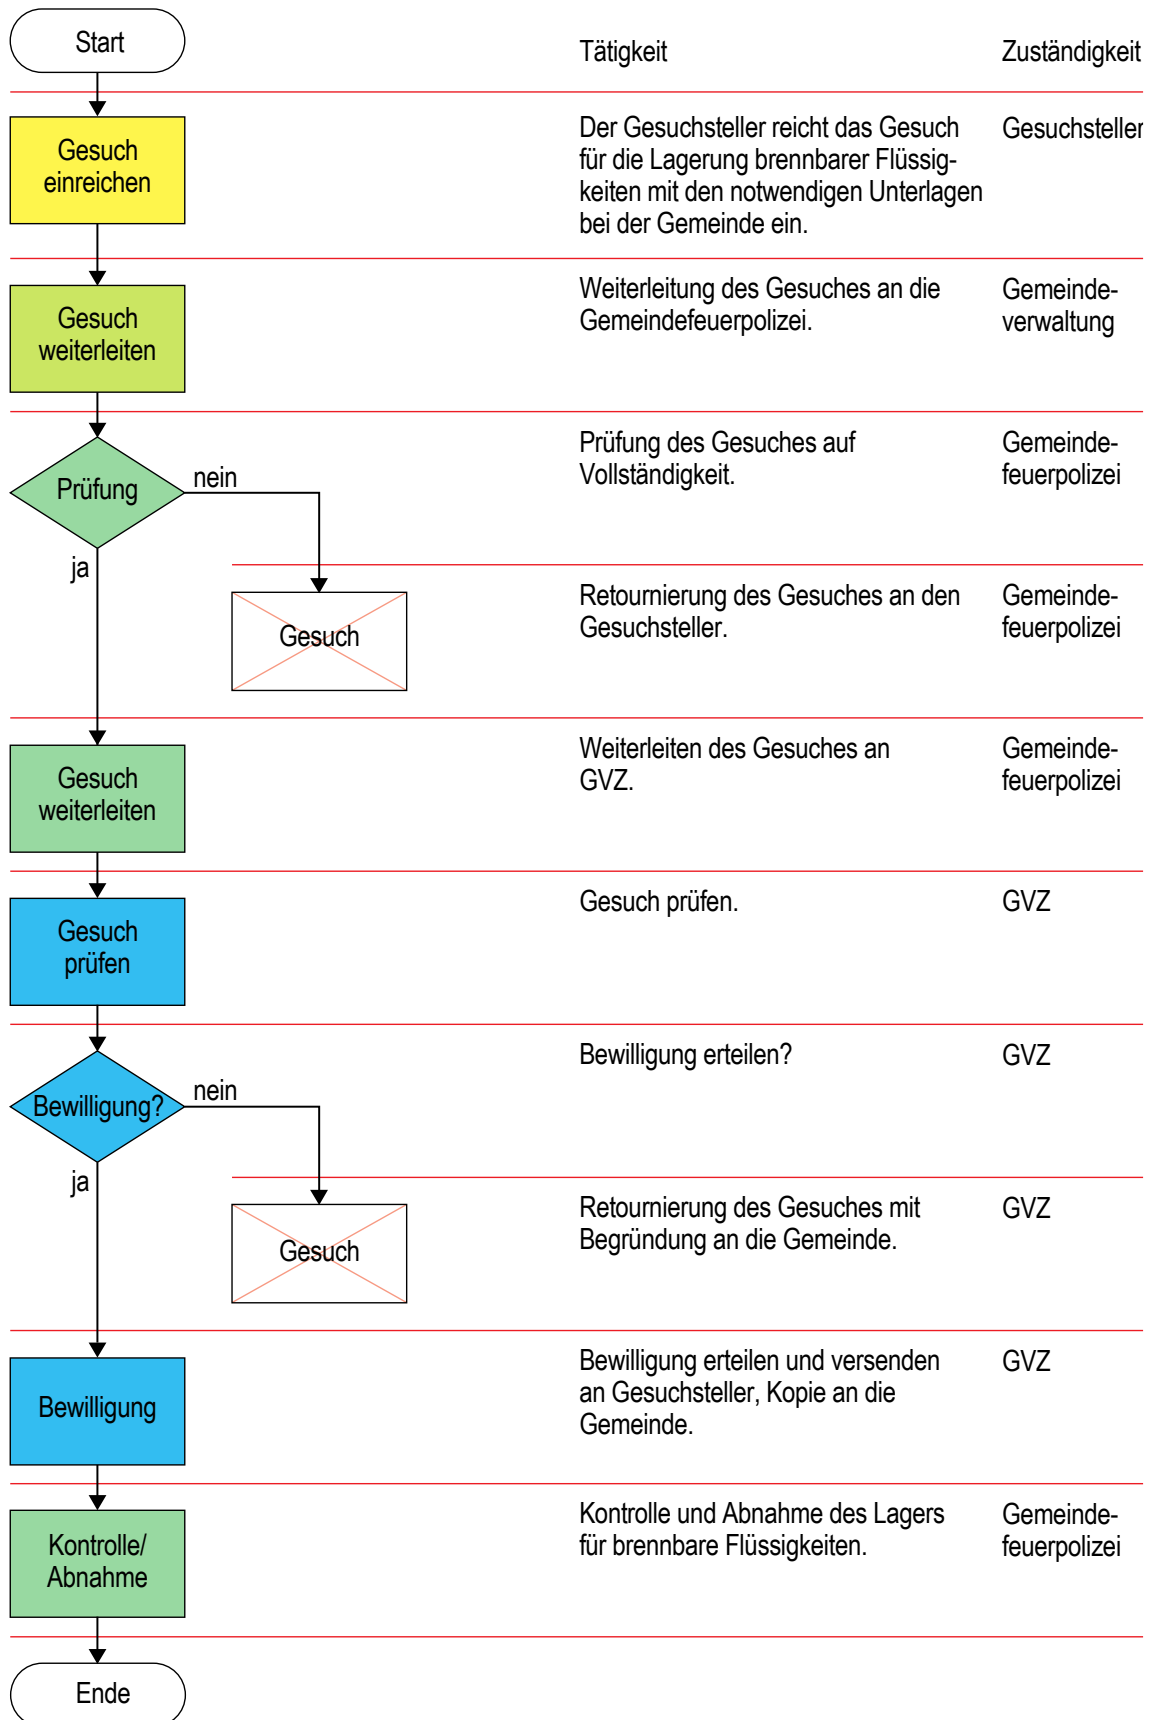 Start
Tätigkeit
Zuständigkeit
Gesuch
einreichen
Der Gesuchsteller reicht das Gesuch
für die Lagerung brennbarer Flüssig-
keiten mit den notwendigen Unterlagen
bei der Gemeinde ein.
Gesuchsteller
Gesuch
weiterleiten
Weiterleitung des Gesuches an die
Gemeindefeuerpolizei.
Gemeinde-
verwaltung
Prüfung
nein
ja
Prüfung des Gesuches auf
Vollständigkeit.
Gemeinde-
feuerpolizei
Gesuch
Retournierung des Gesuches an den
Gesuchsteller.
Gemeinde-
feuerpolizei
Gesuch
weiterleiten
Weiterleiten des Gesuches an
GVZ.
Gemeinde-
feuerpolizei
Gesuch
prüfen
Gesuch prüfen.
GVZ
Bewilligung?
nein
ja
Bewilligung erteilen?
GVZ
Gesuch
Retournierung des Gesuches mit
Begründung an die Gemeinde.
GVZ
Bewilligung
Bewilligung erteilen und versenden
an Gesuchsteller, Kopie an die
Gemeinde.
GVZ
Kontrolle/
Abnahme
Kontrolle und Abnahme des Lagers
für brennbare Flüssigkeiten.
Gemeinde-
feuerpolizei
Ende